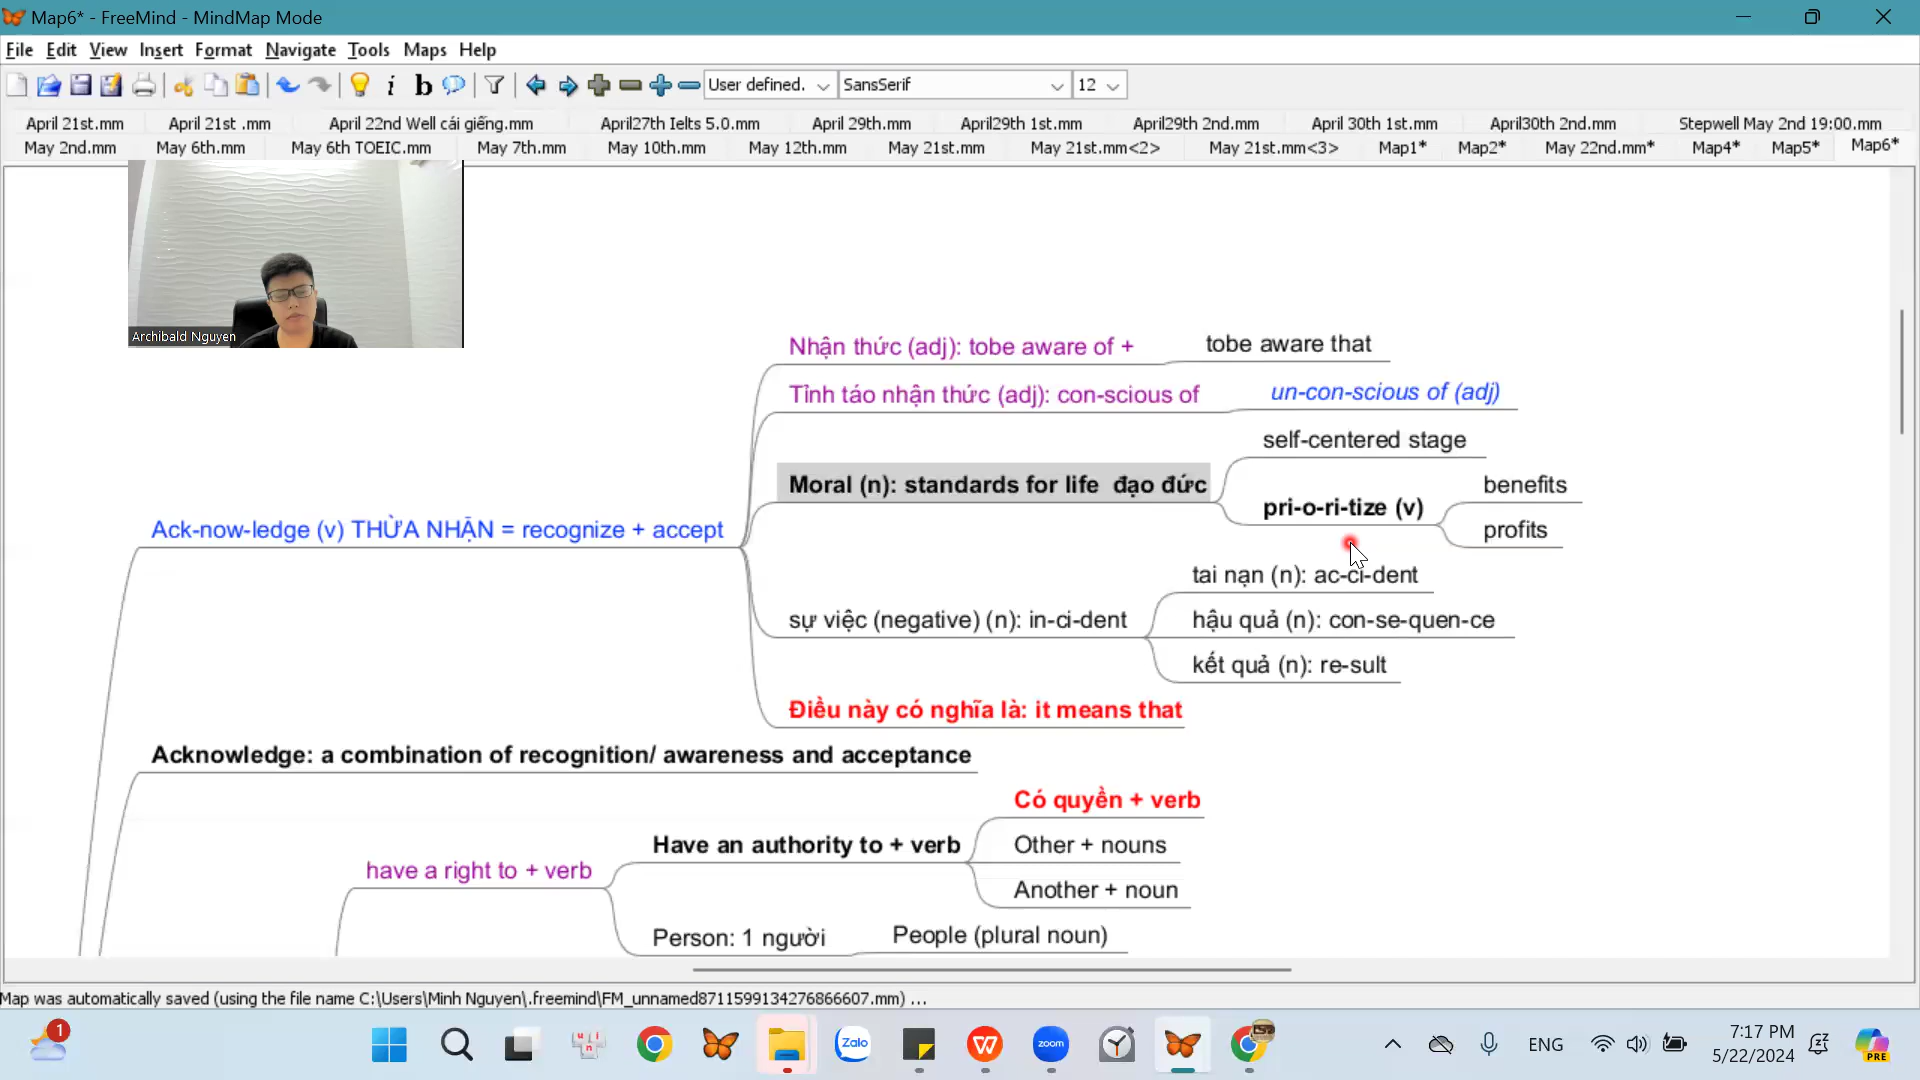 Map6* - FreeMind - MindMap Mode
File Edit View Insert Format Navigate Tools Maps Help
User defined. SansSerif 12
April 21st.mm April 21st .mm April 22nd Well cái giếng.mm April27th Ielts 5.0.mm April 29th.mm April29th 1st.mm April29th 2nd.mm April 30th 1st.mm April30th 2nd.mm Stepwell May 2nd 19:00.mm
May 2nd.mm May 6th.mm May 6th TOEIC.mm May 7th.mm May 10th.mm May 12th.mm May 21st.mm May 21st.mm<2> May 21st.mm<3> Map1* Map2* May 22nd.mm* Map4* Map5* Map6*
Archibald Nguyen
Nhận thức (adj): tobe aware of +
tobe aware that
Tỉnh táo nhận thức (adj): con-scious of
un-con-scious of (adj)
self-centered stage
Moral (n): standards for life đạo đức
benefits
pri-o-ri-tize (v)
profits
Ack-now-ledge (v) THỪA NHẬN = recognize + accept
tai nạn (n): ac-ci-dent
sự việc (negative) (n): in-ci-dent
hậu quả (n): con-se-quen-ce
kết quả (n): re-sult
Điều này có nghĩa là: it means that
Acknowledge: a combination of recognition/ awareness and acceptance
Có quyền + verb
Have an authority to + verb
Other + nouns
have a right to + verb
Another + noun
Person: 1 người
People (plural noun)
Map was automatically saved (using the file name C:\Users\Minh Nguyen\.freemind\FM_unnamed8711599134276866607.mm) ...
1
Zalo
zoom
ENG
7:17 PM
5/22/2024
PRE